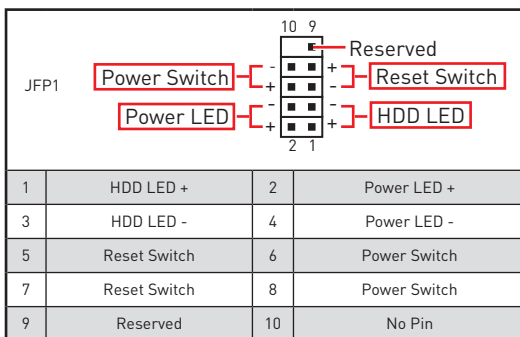 10 9
Reserved
JFP1
Power Switch
- +
Reset Switch
+ -
Power LED
- -
HDD LED
+ +
2 1
1 HDD LED + 2 Power LED +
3 HDD LED - 4 Power LED -
5 Reset Switch 6 Power Switch
7 Reset Switch 8 Power Switch
9 Reserved 10 No Pin